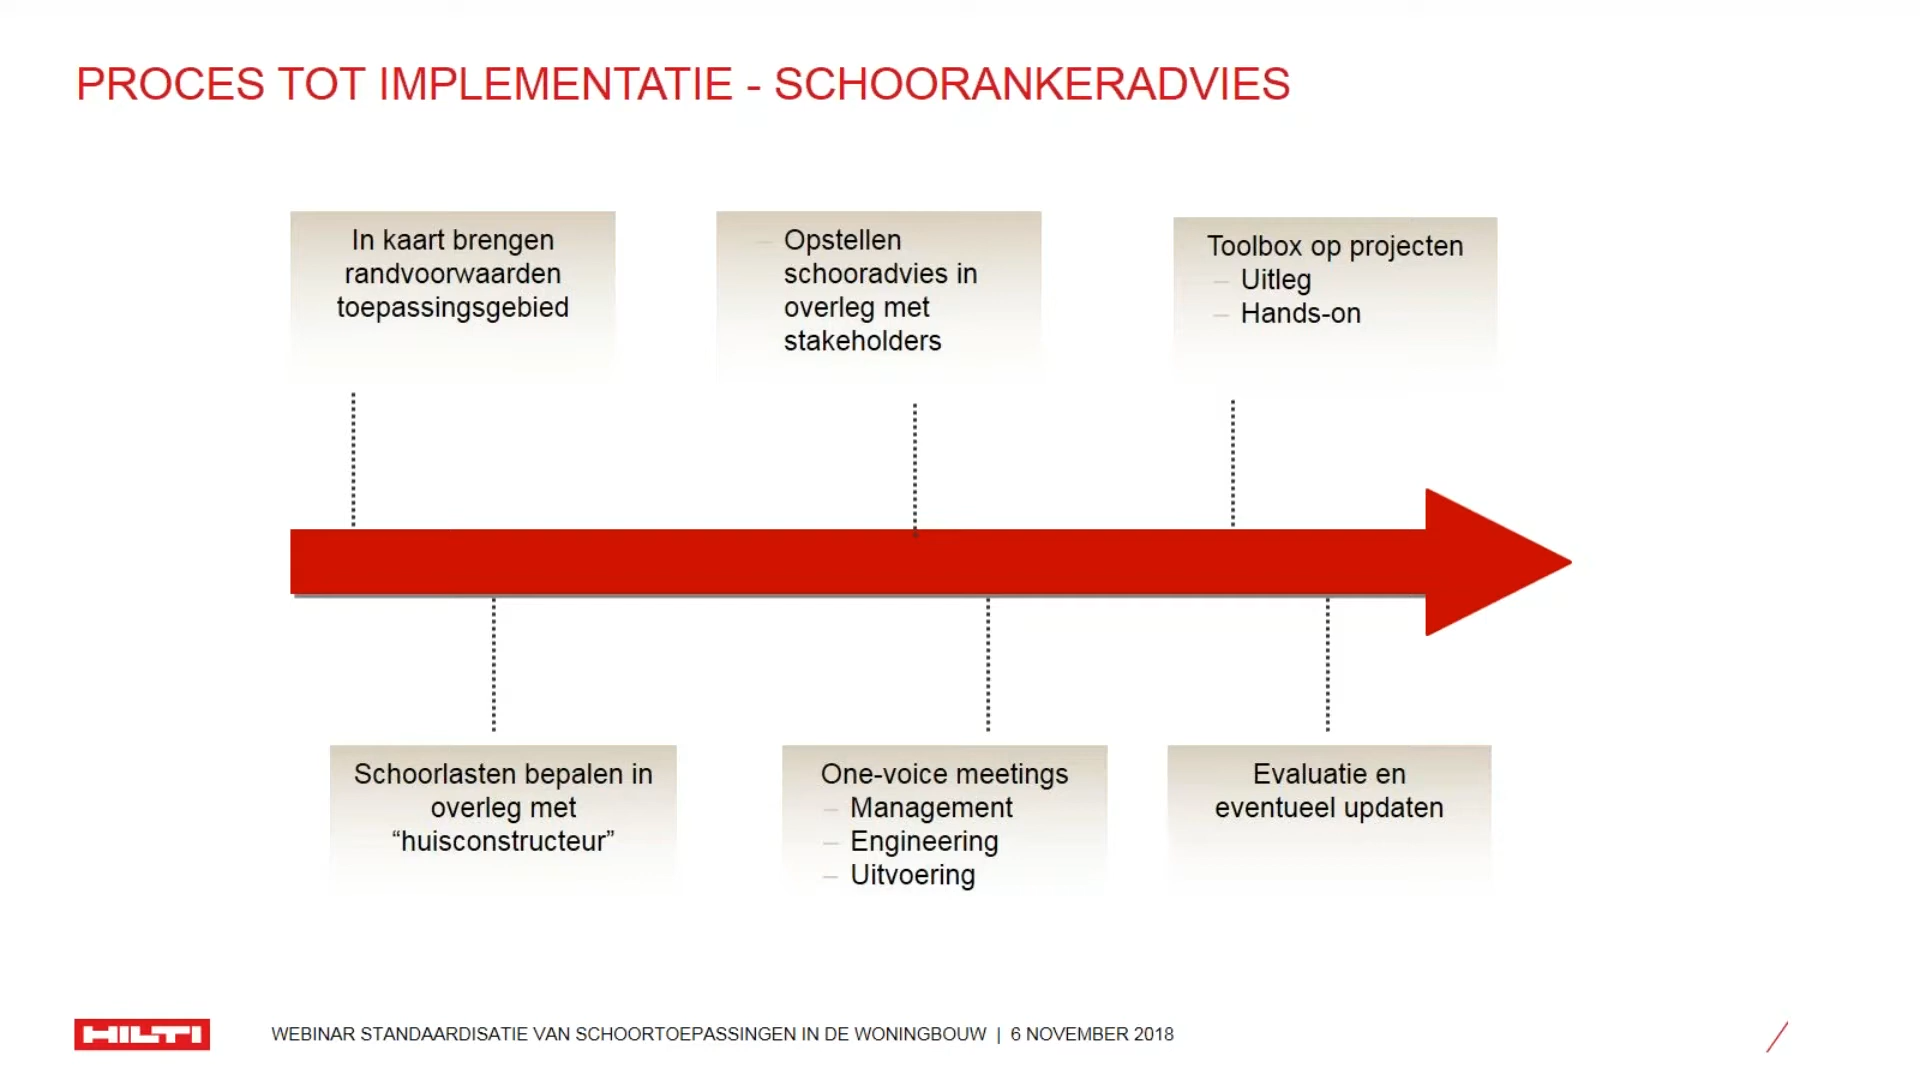 PROCES TOT IMPLEMENTATIE - SCHOORANKERADVIES
In kaart brengen
randvoorwaarden
toepassingsgebied
– Opstellen
schooradvies in
overleg met
stakeholders
Toolbox op projecten
– Uitleg
– Hands-on
Schoorlasten bepalen in
overleg met
“huisconstructeur”
One-voice meetings
– Management
– Engineering
– Uitvoering
Evaluatie en
eventueel updaten
HILTI
WEBINAR STANDAARDISATIE VAN SCHOORTOEPASSINGEN IN DE WONINGBOUW | 6 NOVEMBER 2018